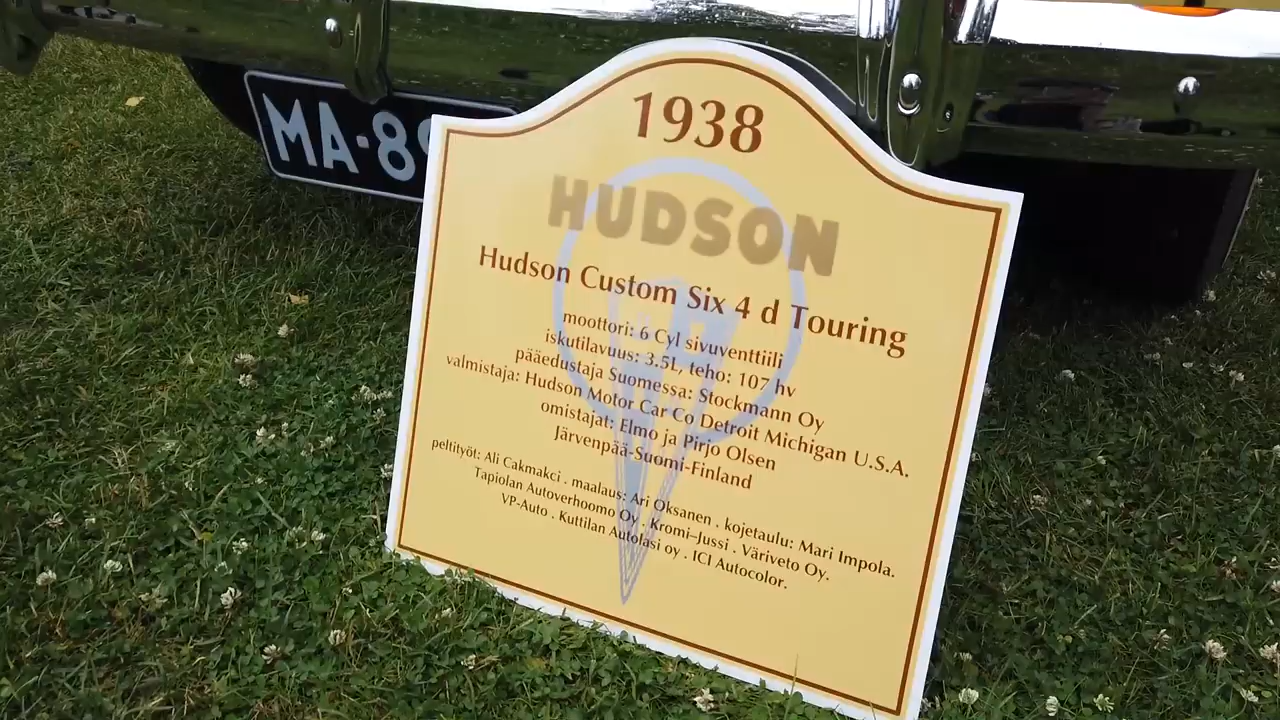 MA-8
1938
HUDSON
Hudson Custom Six 4 d Touring
moottori: 6 Cyl sivuventtiili
iskutilavuus: 3.5L, teho: 107 hv
pääedustaja Suomessa: Stockmann Oy
valmistaja: Hudson Motor Car Co Detroit Michigan U.S.A.
omistajat: Elmo ja Pirjo Olsen
Järvenpää-Suomi-Finland
peltityöt: Ali Cakmakci . maalaus: Ari Oksanen . kojetaulu: Mari Impola.
Tapiolan Autoverhoomo Oy . Kromi–Jussi . Väriveto Oy.
VP-Auto . Kuttilan Autolasi oy . ICI Autocolor.